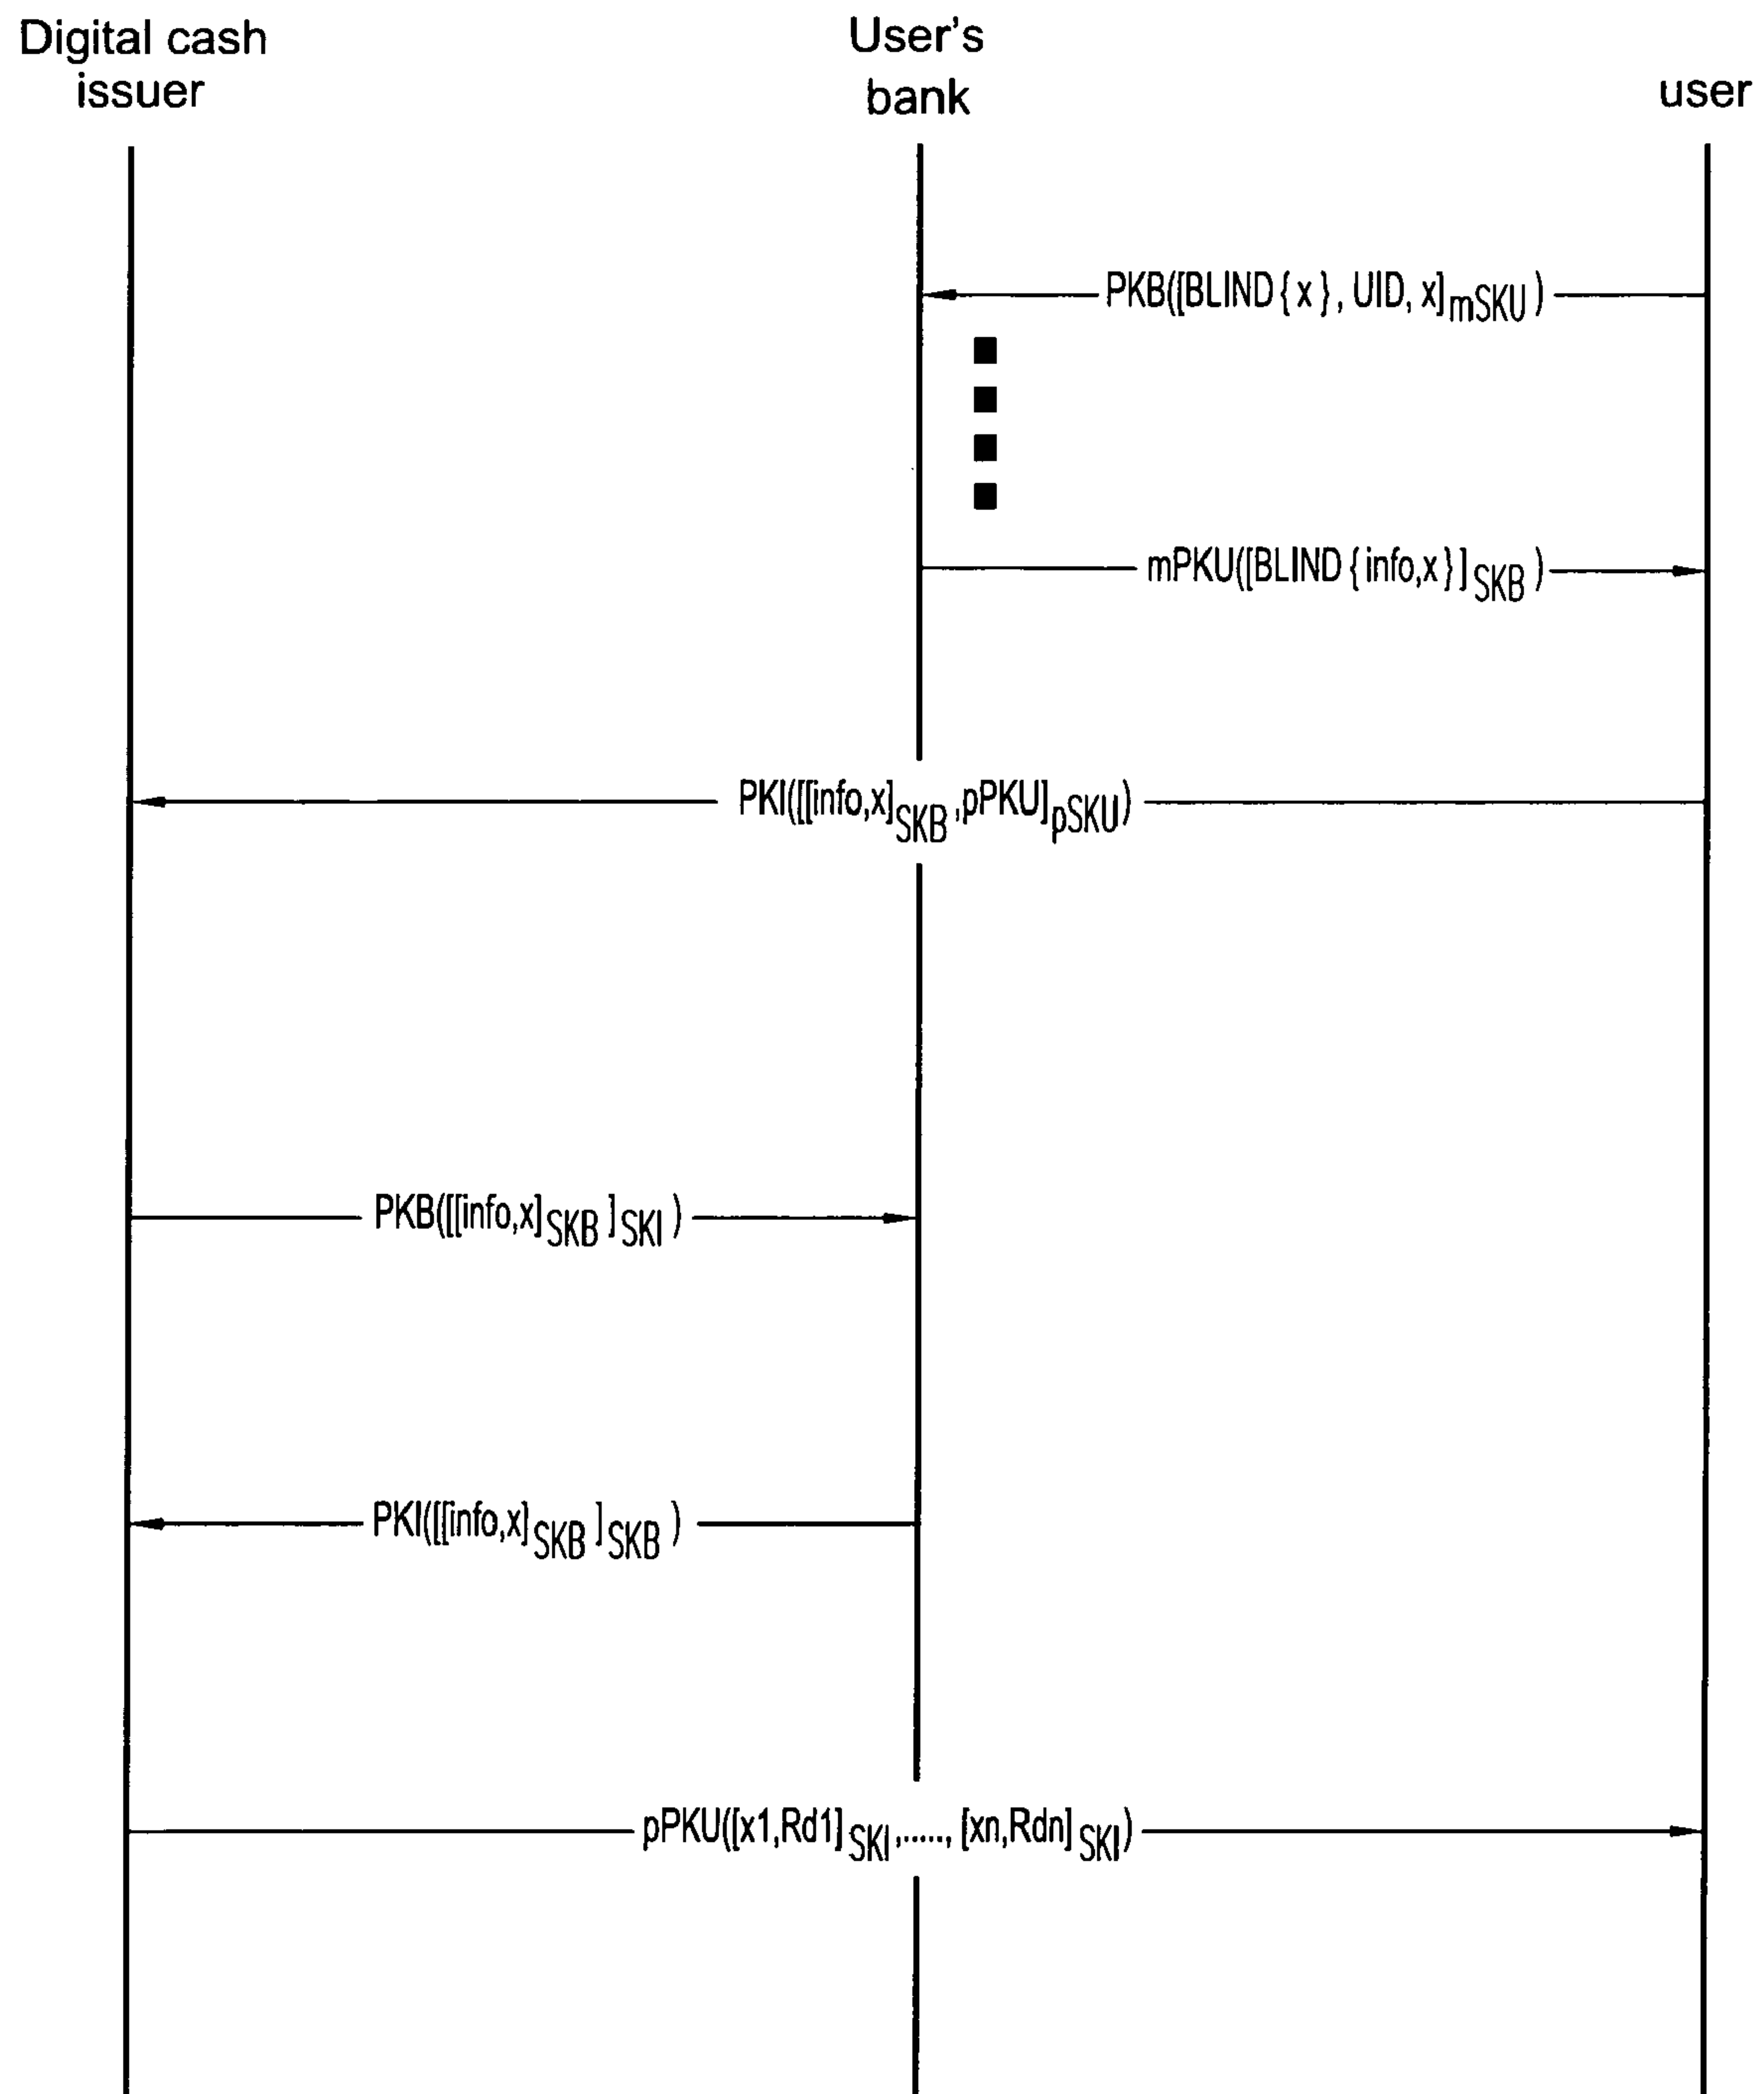 Digital cash
issuer
User's
bank
user
PKB([BLIND{x}, UID, x]mSKU)
mPKU([BLIND{info,x}]SKB)
PKI([[info,x]SKB,pPKU]pSKU)
PKB([[info,x]SKB]SKI)
PKI([[info,x]SKB]SKB)
pPKU([x1,Rd1]SKI,....., [xn,Rdn]SKI)